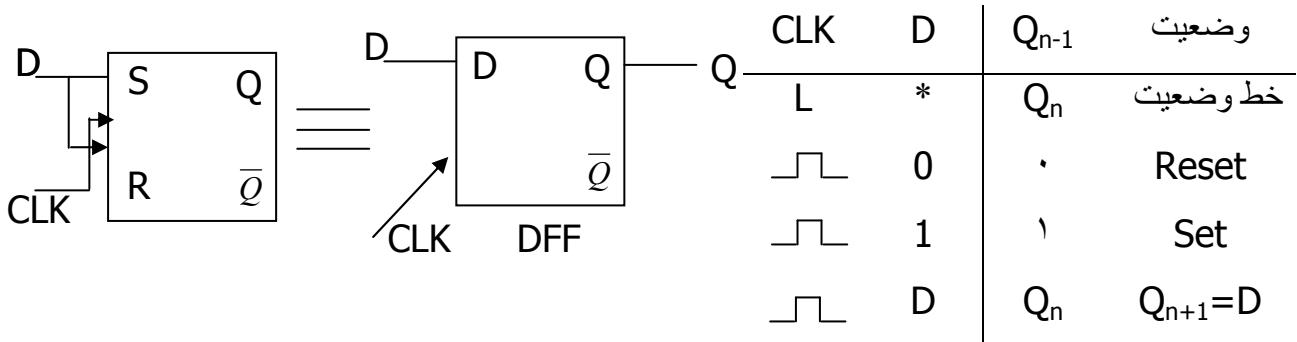 D
S Q
R Q̅
CLK
D
D Q
Q̅
Q
CLK DFF
CLK D Qn-1 وضعیت
L * Qn خط وضعیت
0 ۰ Reset
1 ۱ Set
D Qn Qn+1=D